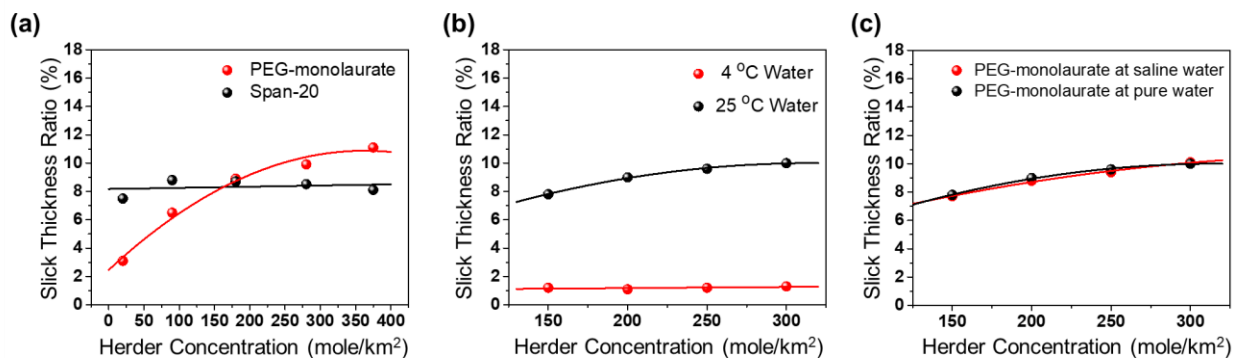 (a)
18
16
14
12
10
8
6
4
2
0
Slick Thickness Ratio (%)
PEG-monolaurate
Span-20
0 50 100 150 200 250 300 350 400
Herder Concentration (mole/km²)
(b)
18
16
14
12
10
8
6
4
2
0
Slick Thickness Ratio (%)
4 °C Water
25 °C Water
150 200 250 300
Herder Concentration (mole/km²)
(c)
18
16
14
12
10
8
6
4
2
0
Slick Thickness Ratio (%)
PEG-monolaurate at saline water
PEG-monolaurate at pure water
150 200 250 300
Herder Concentration (mole/km²)